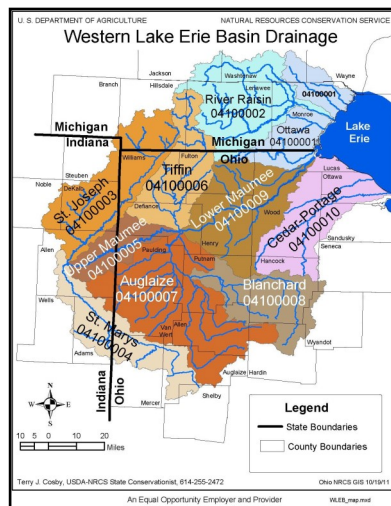 U. S. DEPARTMENT OF AGRICULTURE NATURAL RESOURCES CONSERVATION SERVICE
Western Lake Erie Basin Drainage
Jackson
Washtenaw
Wayne
Branch
Hillsdale
Lenawee
04100001
River Raisin
04100002
Monroe
Ottawa
04100001
Lake
Erie
Michigan
Indiana
Michigan
Ohio
Williams
Fulton
Lucas
Ottawa
Steuben
Noble
DeKalb
St. Joseph
04100003
Tiffin
04100006
Defiance
Lower Maumee
04100009
Wood
Cedar-Portage
04100010
Sandusky
Seneca
Allen
Upper Maumee
04100005
Paulding
Henry
Putnam
Hancock
Auglaize
04100007
Blanchard
04100008
Wells
Adams
St. Marys
04100004
Van
Wert
Allen
Wyandot
Auglaize
Hardin
Mercer
Shelby
Indiana
Ohio
N
W
E
S
10 5 0 10 20
Miles
Legend
State Boundaries
County Boundaries
Terry J. Cosby, USDA-NRCS State Conservationist, 614-255-2472
Ohio NRCS GIS 10/19/11
An Equal Opportunity Employer and Provider
WLEB_map.mxd